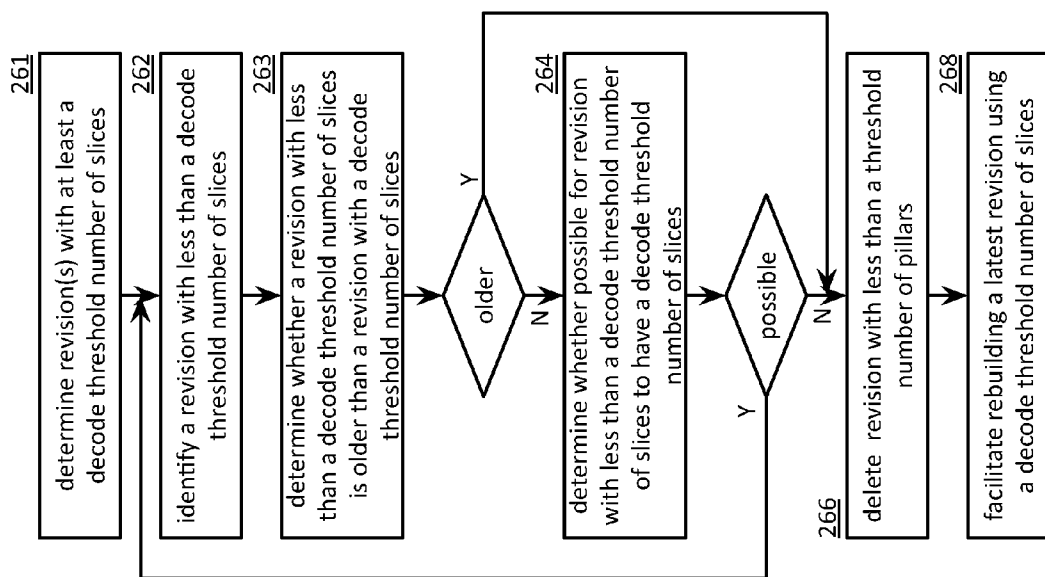 261
determine revision(s) with at least a
decode threshold number of slices
262
identify a revision with less than a decode
threshold number of slices
263
determine whether a revision with less
than a decode threshold number of slices
is older than a revision with a decode
threshold number of slices
older
Y
N
264
determine whether possible for revision
with less than a decode threshold number
of slices to have a decode threshold
number of slices
possible
Y
N
266
delete revision with less than a threshold
number of pillars
268
facilitate rebuilding a latest revision using
a decode threshold number of slices